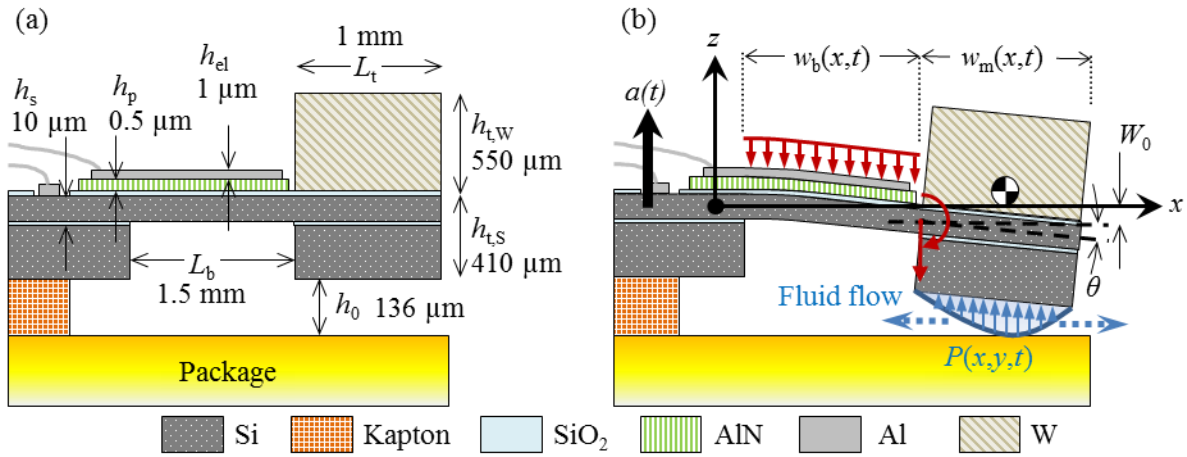 (a)
1 mm
L_t
h_el
1 μm
h_s
10 μm
h_p
0.5 μm
h_t,W
550 μm
h_t,S
410 μm
L_b
1.5 mm
h_0 136 μm
Package
(b)
z
w_b(x,t)
w_m(x,t)
a(t)
W_0
x
θ
Fluid flow
P(x,y,t)
Si
Kapton
SiO_2
AlN
Al
W